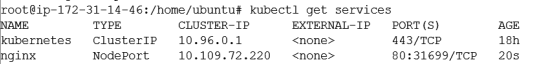 root@ip-172-31-14-46:/home/ubuntu# kubectl get services
NAME TYPE CLUSTER-IP EXTERNAL-IP PORT(S) AGE
kubernetes ClusterIP 10.96.0.1 <none> 443/TCP 18h
nginx NodePort 10.109.72.220 <none> 80:31699/TCP 20s